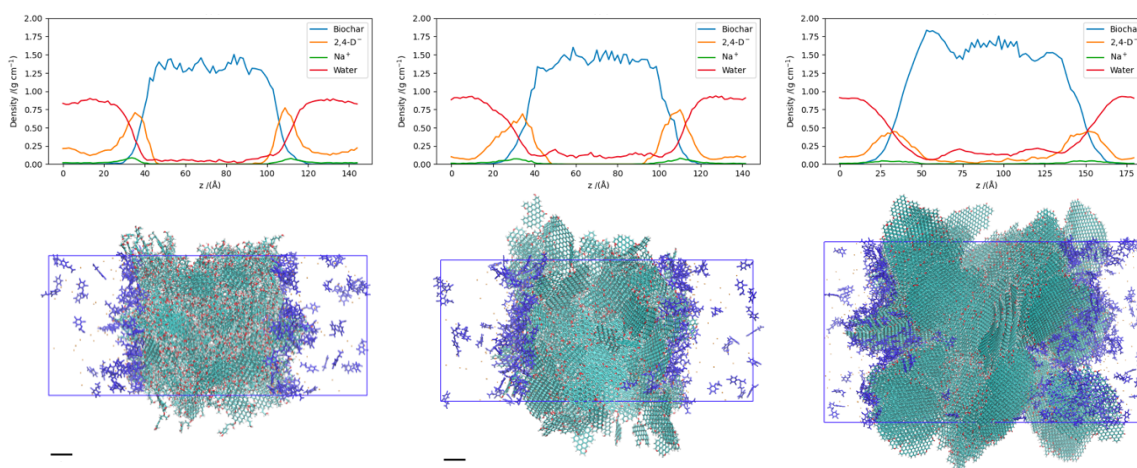 2.00
1.75
1.50
1.25
1.00
0.75
0.50
0.25
0.00
Density /(g cm⁻¹)
Biochar
2,4-D⁻
Na⁺
Water
0 20 40 60 80 100 120 140
z /(Å)
2.00
1.75
1.50
1.25
1.00
0.75
0.50
0.25
0.00
Density /(g cm⁻¹)
Biochar
2,4-D⁻
Na⁺
Water
0 20 40 60 80 100 120 140
z /(Å)
2.00
1.75
1.50
1.25
1.00
0.75
0.50
0.25
0.00
Density /(g cm⁻¹)
Biochar
2,4-D⁻
Na⁺
Water
0 25 50 75 100 125 150 175
z /(Å)